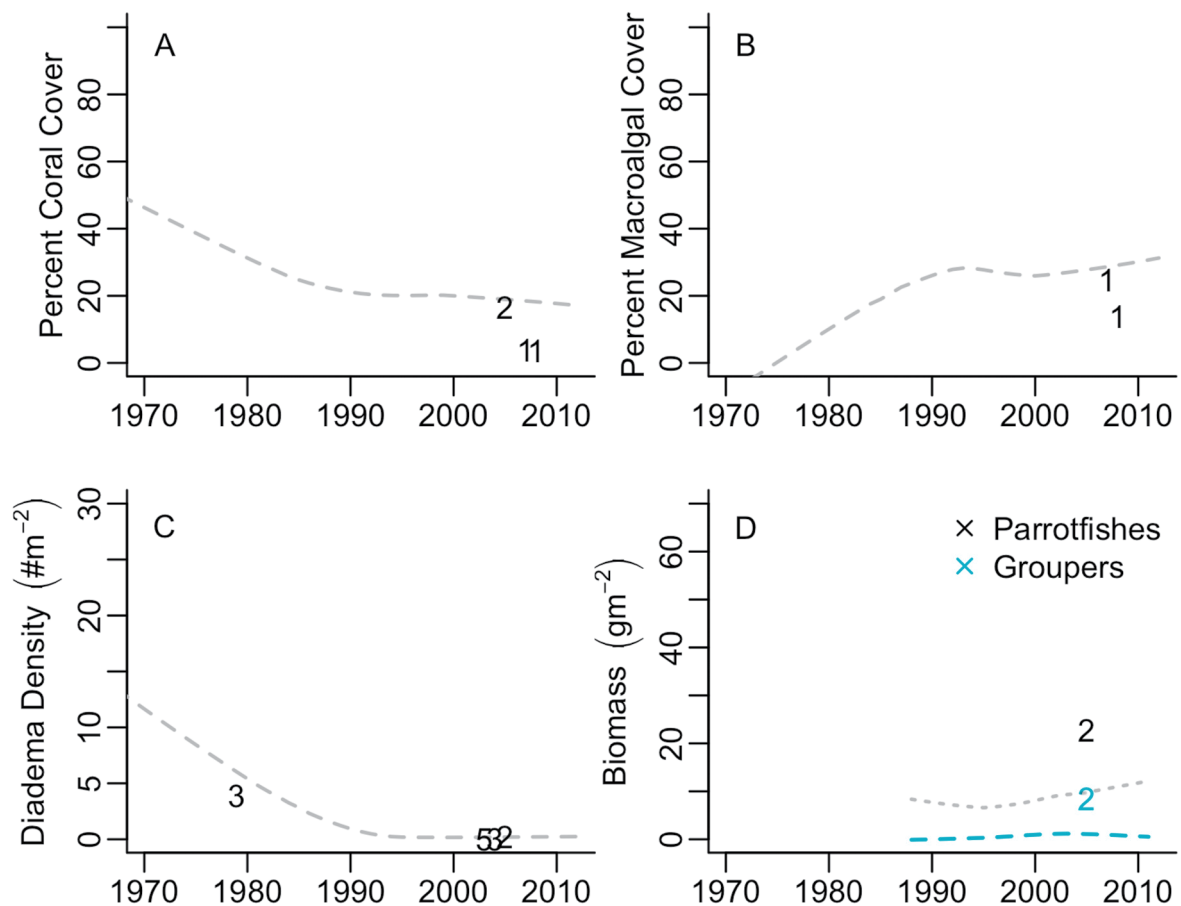 A
Percent Coral Cover
0 20 40 60 80
2
11
1970 1980 1990 2000 2010
B
Percent Macroalgal Cover
0 20 40 60 80
1
1
1970 1980 1990 2000 2010
C
Diadema Density (#m⁻²)
0 5 10 20 30
3
532
1970 1980 1990 2000 2010
D
× Parrotfishes
× Groupers
Biomass (gm⁻²)
0 20 40 60
2
2
1970 1980 1990 2000 2010